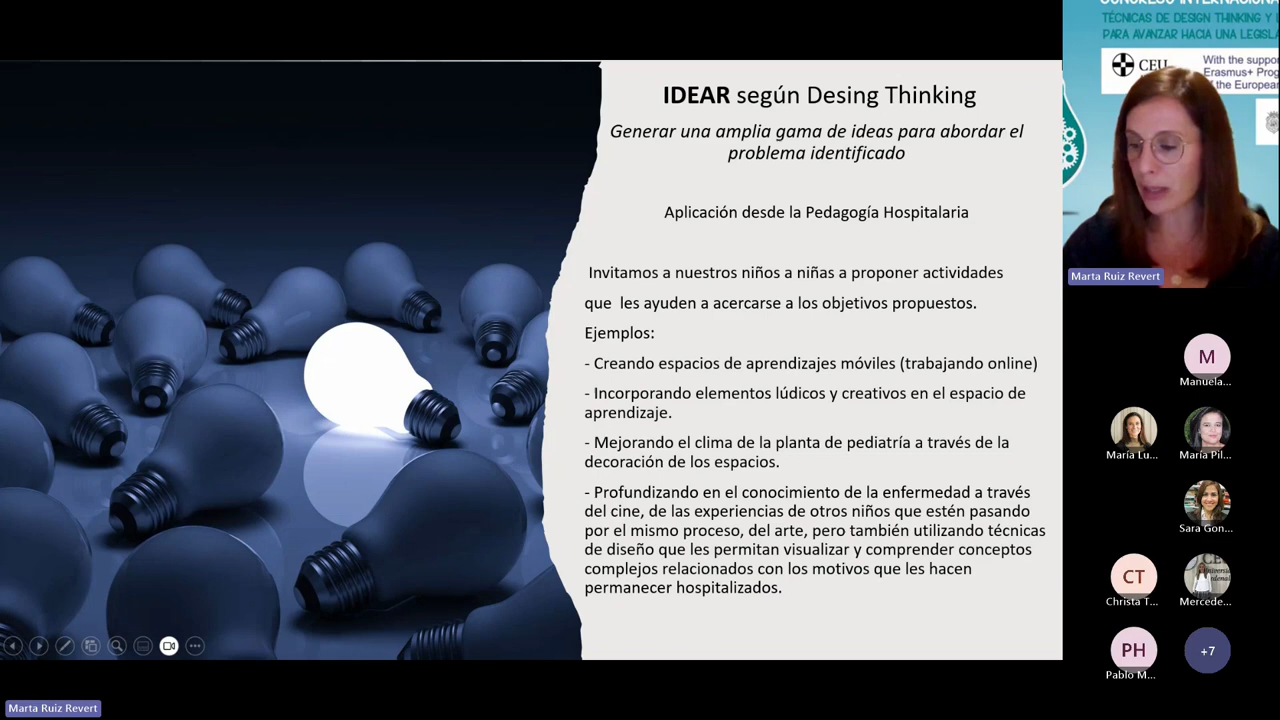 IDEAR según Desing Thinking
Generar una amplia gama de ideas para abordar el
problema identificado
Aplicación desde la Pedagogía Hospitalaria
Invitamos a nuestros niños a niñas a proponer actividades
que les ayuden a acercarse a los objetivos propuestos.
Ejemplos:
- Creando espacios de aprendizajes móviles (trabajando online)
- Incorporando elementos lúdicos y creativos en el espacio de
aprendizaje.
- Mejorando el clima de la planta de pediatría a través de la
decoración de los espacios.
- Profundizando en el conocimiento de la enfermedad a través
del cine, de las experiencias de otros niños que estén pasando
por el mismo proceso, del arte, pero también utilizando técnicas
de diseño que les permitan visualizar y comprender conceptos
complejos relacionados con los motivos que les hacen
permanecer hospitalizados.
Marta Ruiz Revert
CONGRESO INTERNACIONA
TÉCNICAS DE DESIGN THINKING Y
PARA AVANZAR HACIA UNA LEGISL
CEU
With the suppo
Erasmus+ Prog
of the European
Marta Ruiz Revert
M
Manuela...
María Lu...
María Pil...
Sara Gon...
CT
Christa T...
Mercede...
PH
Pablo M...
+7